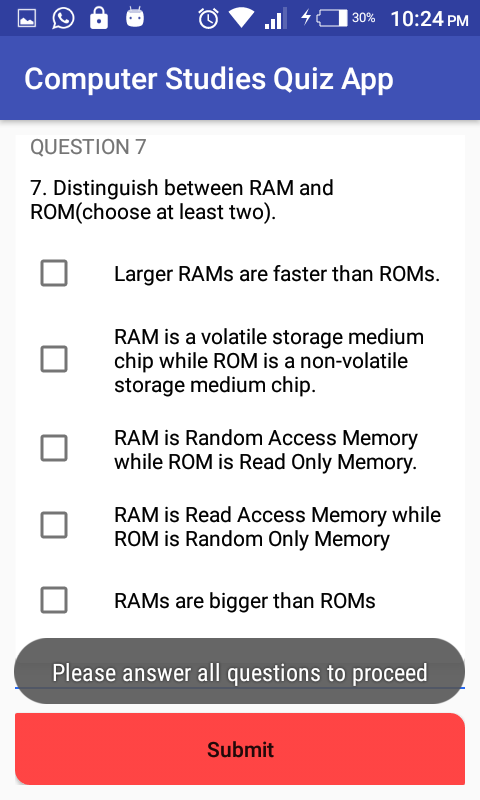 30% 10:24 PM
Computer Studies Quiz App
QUESTION 7
7. Distinguish between RAM and
ROM(choose at least two).
Larger RAMs are faster than ROMs.
RAM is a volatile storage medium
chip while ROM is a non-volatile
storage medium chip.
RAM is Random Access Memory
while ROM is Read Only Memory.
RAM is Read Access Memory while
ROM is Random Only Memory
RAMs are bigger than ROMs
Please answer all questions to proceed
Submit